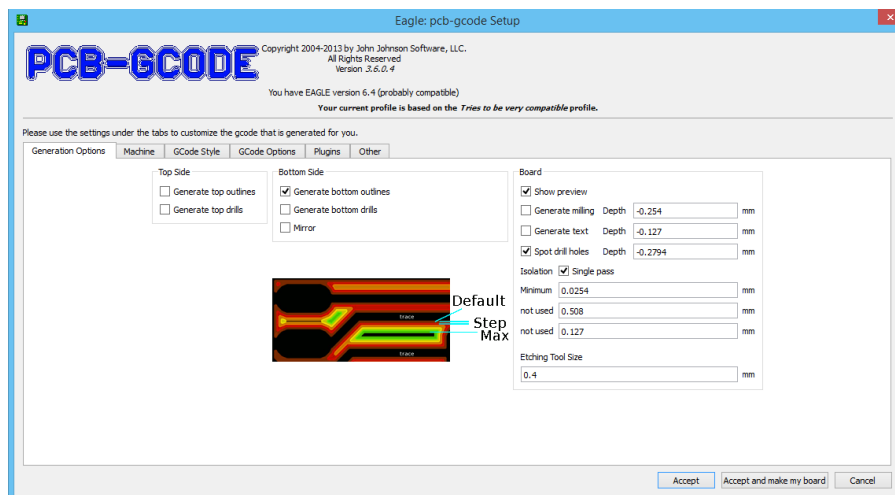 Eagle: pcb-gcode Setup
PCB-GCODE
Copyright 2004-2013 by John Johnson Software, LLC.
All Rights Reserved
Version 3.6.0.4
You have EAGLE version 6.4 (probably compatible)
Your current profile is based on the Tries to be very compatible profile.
Please use the settings under the tabs to customize the gcode that is generated for you.
Generation Options Machine GCode Style GCode Options Plugins Other
Top Side
Generate top outlines
Generate top drills
Bottom Side
Generate bottom outlines
Generate bottom drills
Mirror
Default
Step
Max
trace
trace
Board
Show preview
Generate milling Depth -0.254 mm
Generate text Depth -0.127 mm
Spot drill holes Depth -0.2794 mm
Isolation Single pass
Minimum 0.0254 mm
not used 0.508 mm
not used 0.127 mm
Etching Tool Size
0.4 mm
Accept Accept and make my board Cancel